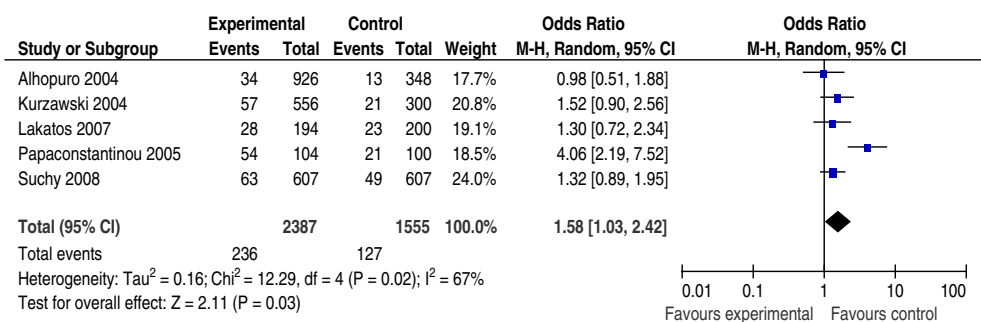 Experimental Control Odds Ratio Odds Ratio
Study or Subgroup Events Total Events Total Weight M-H, Random, 95% CI M-H, Random, 95% CI
Alhopuro 2004 34 926 13 348 17.7% 0.98 [0.51, 1.88]
Kurzawski 2004 57 556 21 300 20.8% 1.52 [0.90, 2.56]
Lakatos 2007 28 194 23 200 19.1% 1.30 [0.72, 2.34]
Papaconstantinou 2005 54 104 21 100 18.5% 4.06 [2.19, 7.52]
Suchy 2008 63 607 49 607 24.0% 1.32 [0.89, 1.95]
Total (95% CI) 2387 1555 100.0% 1.58 [1.03, 2.42]
Total events 236 127
Heterogeneity: Tau² = 0.16; Chi² = 12.29, df = 4 (P = 0.02); I² = 67%
Test for overall effect: Z = 2.11 (P = 0.03)
0.01 0.1 1 10 100
Favours experimental Favours control